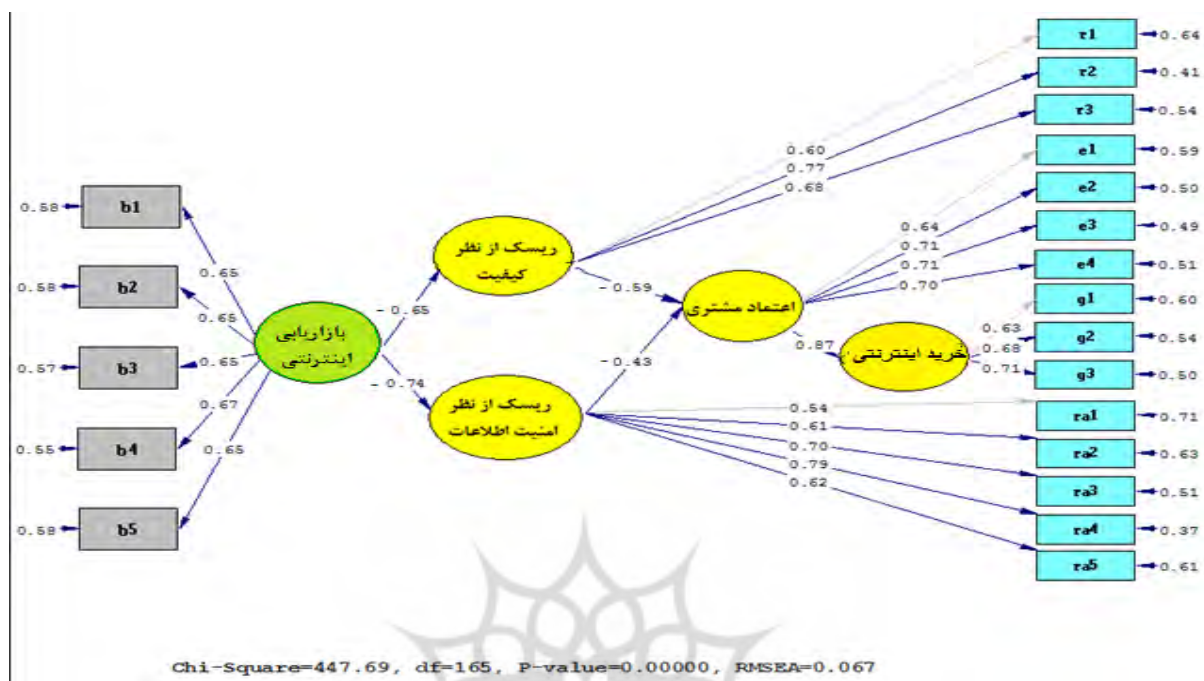 0.58
b1
0.58
b2
0.57
b3
0.55
b4
b5
0.65
0.65
0.65
0.67
0.65
بازاریابی
اینترنتی
- 0.65
- 0.74
ریسک از نظر
کیفیت
ریسک از نظر
امنیت اطلاعات
- 0.59
- 0.43
اعتماد مشتری
0.87
خرید اینترنتی
0.60
0.77
0.68
0.64
0.71
0.71
0.70
0.63
0.68
0.71
0.54
0.61
0.70
0.79
0.62
r1
0.64
r2
0.41
r3
0.54
e1
0.59
e2
0.50
e3
0.49
e4
0.51
g1
0.60
g2
0.54
g3
0.50
ra1
0.71
ra2
0.63
ra3
0.51
ra4
0.37
ra5
0.61
Chi-Square=447.69, df=165, P-value=0.00000, RMSEA=0.067